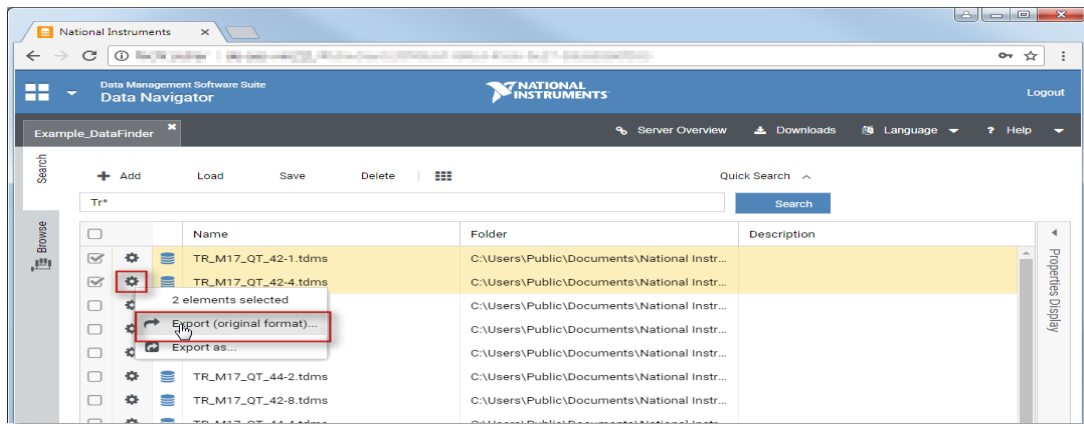 National Instruments
Data Management Software Suite
Data Navigator
NATIONAL
INSTRUMENTS
Logout
Example_DataFinder
Server Overview
Downloads
Language
? Help
Search
Browse
Add
Load
Save
Delete
Quick Search
Tr*
Search
Name
Folder
Description
TR_M17_QT_42-1.tdms
C:\Users\Public\Documents\National Instr...
TR_M17_QT_42-4.tdms
C:\Users\Public\Documents\National Instr...
2 elements selected
C:\Users\Public\Documents\National Instr...
Export (original format)...
C:\Users\Public\Documents\National Instr...
Export as...
C:\Users\Public\Documents\National Instr...
TR_M17_QT_44-2.tdms
C:\Users\Public\Documents\National Instr...
TR_M17_QT_42-8.tdms
C:\Users\Public\Documents\National Instr...
Properties Display